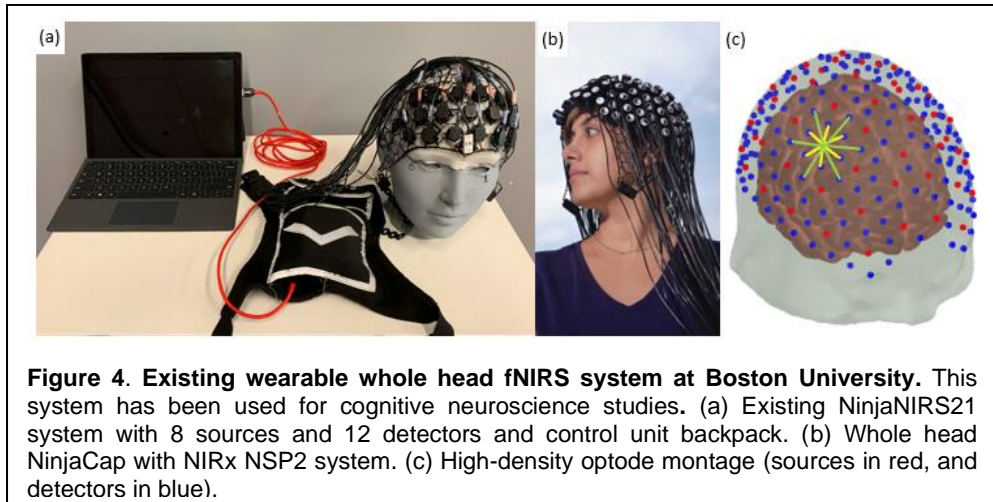 (a)
(b)
(c)
Figure 4. Existing wearable whole head fNIRS system at Boston University. This
system has been used for cognitive neuroscience studies. (a) Existing NinjaNIRS21
system with 8 sources and 12 detectors and control unit backpack. (b) Whole head
NinjaCap with NIRx NSP2 system. (c) High-density optode montage (sources in red, and
detectors in blue).